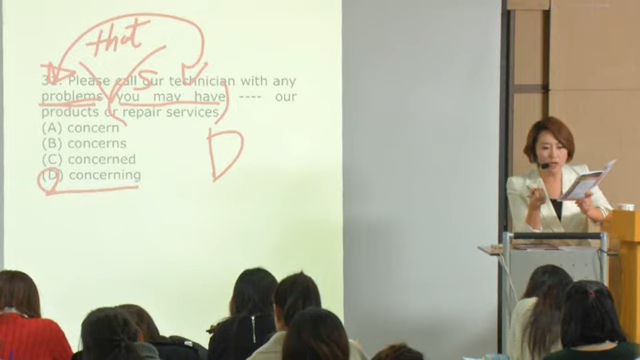 that
S V
32. Please call our technician with any
problems you may have ---- our
products or repair services.
(A) concern
(B) concerns
(C) concerned
(D) concerning
D